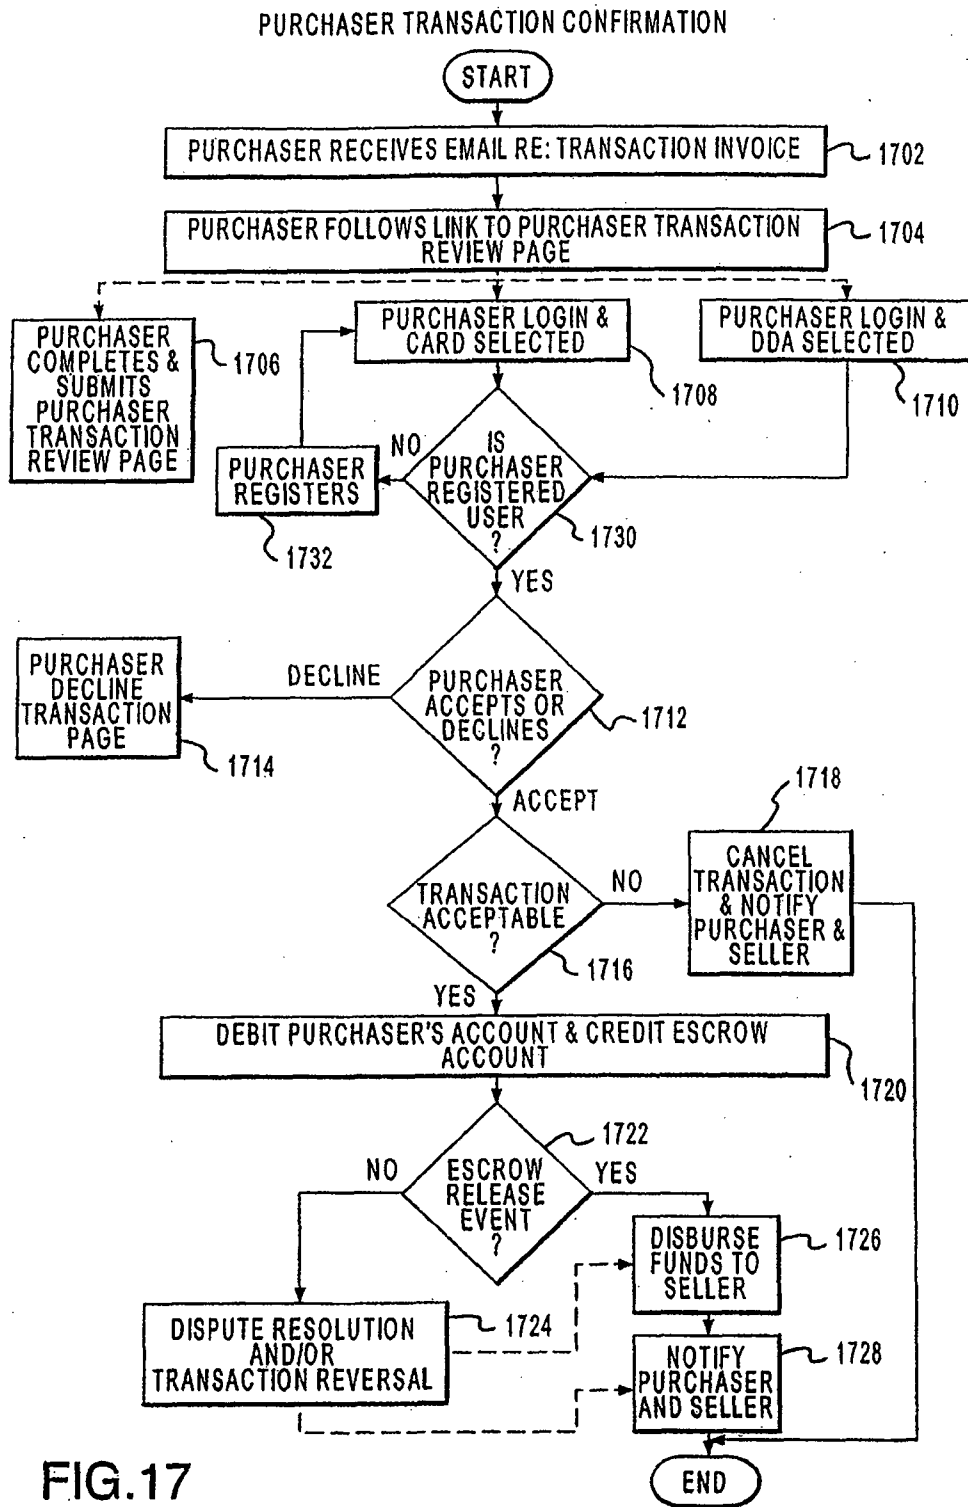 PURCHASER TRANSACTION CONFIRMATION
START
PURCHASER RECEIVES EMAIL RE: TRANSACTION INVOICE
1702
PURCHASER FOLLOWS LINK TO PURCHASER TRANSACTION
REVIEW PAGE
1704
PURCHASER
COMPLETES &
SUBMITS
PURCHASER
TRANSACTION
REVIEW PAGE
1706
PURCHASER LOGIN &
CARD SELECTED
1708
PURCHASER LOGIN &
DDA SELECTED
1710
NO
PURCHASER
REGISTERS
1732
IS
PURCHASER
REGISTERED
USER
?
1730
YES
PURCHASER
DECLINE
TRANSACTION
PAGE
1714
DECLINE
PURCHASER
ACCEPTS OR
DECLINES
?
1712
ACCEPT
TRANSACTION
ACCEPTABLE
?
1716
NO
1718
CANCEL
TRANSACTION
& NOTIFY
PURCHASER &
SELLER
YES
DEBIT PURCHASER'S ACCOUNT & CREDIT ESCROW
ACCOUNT
1720
NO
ESCROW
RELEASE
EVENT
?
1722
YES
DISBURSE
FUNDS TO
SELLER
1726
DISPUTE RESOLUTION
AND/OR
TRANSACTION REVERSAL
1724
NOTIFY
PURCHASER
AND SELLER
1728
END
FIG.17